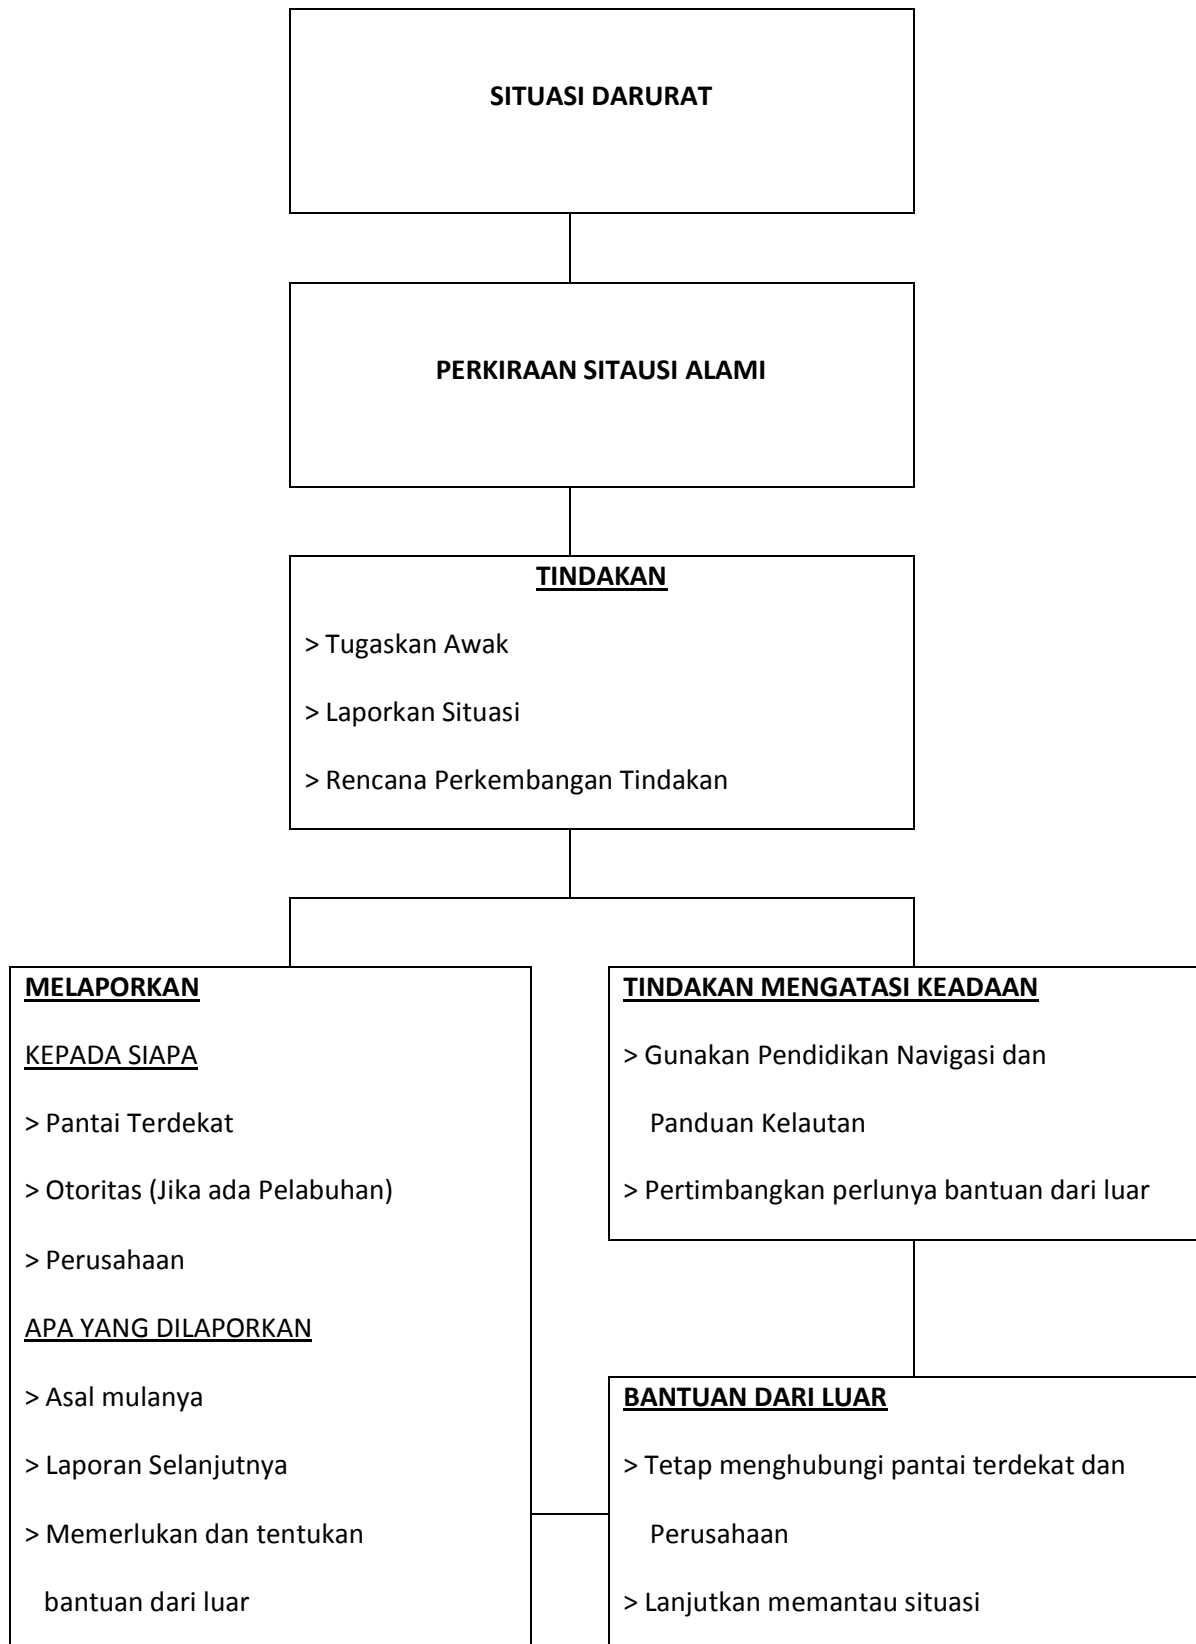 SITUASI DARURAT
PERKIRAAN SITAUSI ALAMI
TINDAKAN
> Tugaskan Awak
> Laporkan Situasi
> Rencana Perkembangan Tindakan
MELAPORKAN
KEPADA SIAPA
> Pantai Terdekat
> Otoritas (Jika ada Pelabuhan)
> Perusahaan
APA YANG DILAPORKAN
> Asal mulanya
> Laporan Selanjutnya
> Memerlukan dan tentukan
bantuan dari luar
TINDAKAN MENGATASI KEADAAN
> Gunakan Pendidikan Navigasi dan
Panduan Kelautan
> Pertimbangkan perlunya bantuan dari luar
BANTUAN DARI LUAR
> Tetap menghubungi pantai terdekat dan
Perusahaan
> Lanjutkan memantau situasi